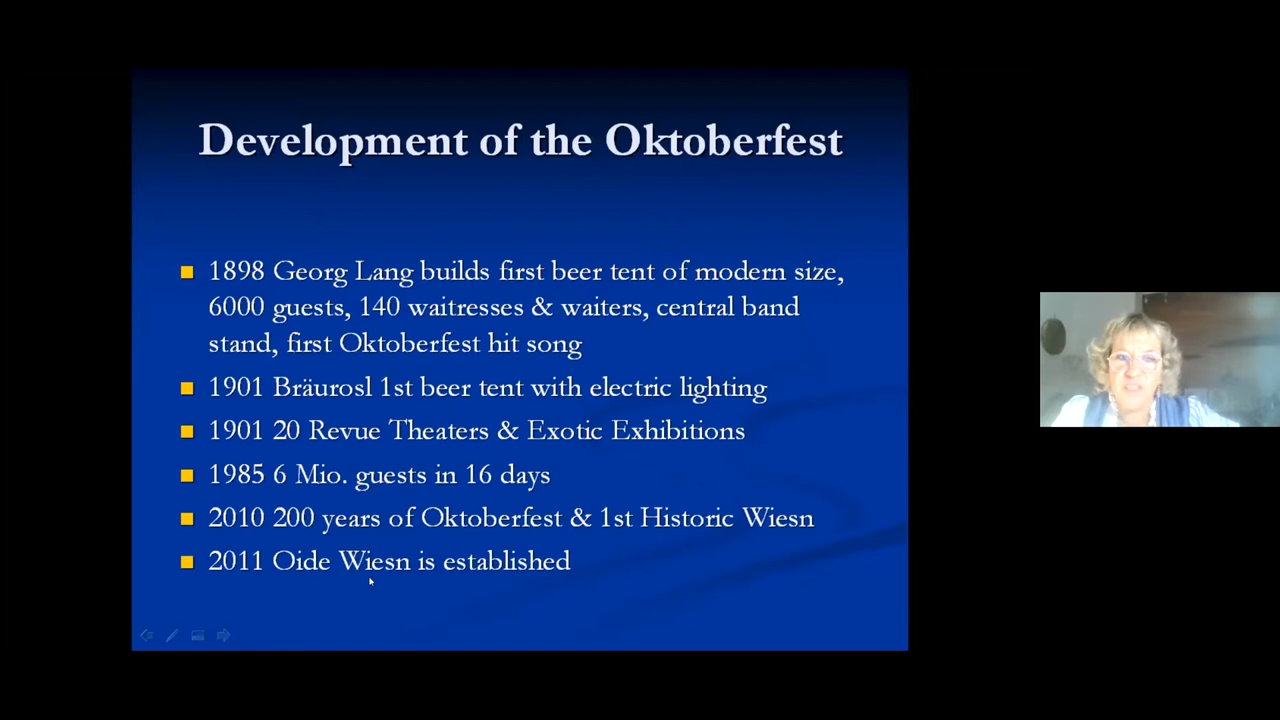 Development of the Oktoberfest
1898 Georg Lang builds first beer tent of modern size,
6000 guests, 140 waitresses & waiters, central band
stand, first Oktoberfest hit song
1901 Bräurosl 1st beer tent with electric lighting
1901 20 Revue Theaters & Exotic Exhibitions
1985 6 Mio. guests in 16 days
2010 200 years of Oktoberfest & 1st Historic Wiesn
2011 Oide Wiesn is established